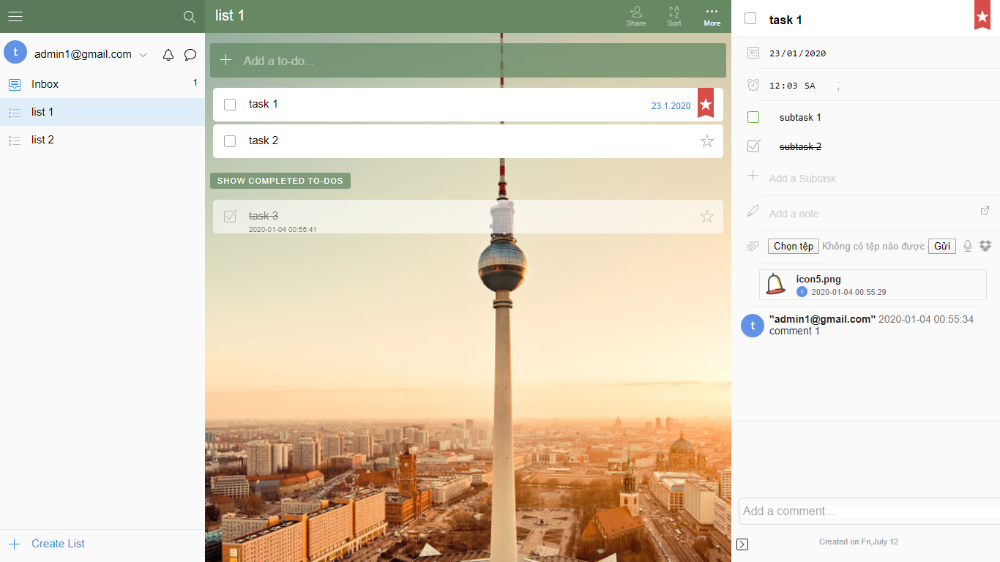 t
admin1@gmail.com
Inbox
1
list 1
list 2
Create List
list 1
Share
Sort
More
Add a to-do...
task 1
23.1.2020
task 2
SHOW COMPLETED TO-DOS
task 3
2020-01-04 00:55:41
task 1
23/01/2020
12:03 SA
subtask 1
subtask 2
Add a Subtask
Add a note
Chọn tệp Không có tệp nào được Gửi
icon5.png
t 2020-01-04 00:55:29
t
"admin1@gmail.com" 2020-01-04 00:55:34
comment 1
Add a comment...
Created on Fri,July 12